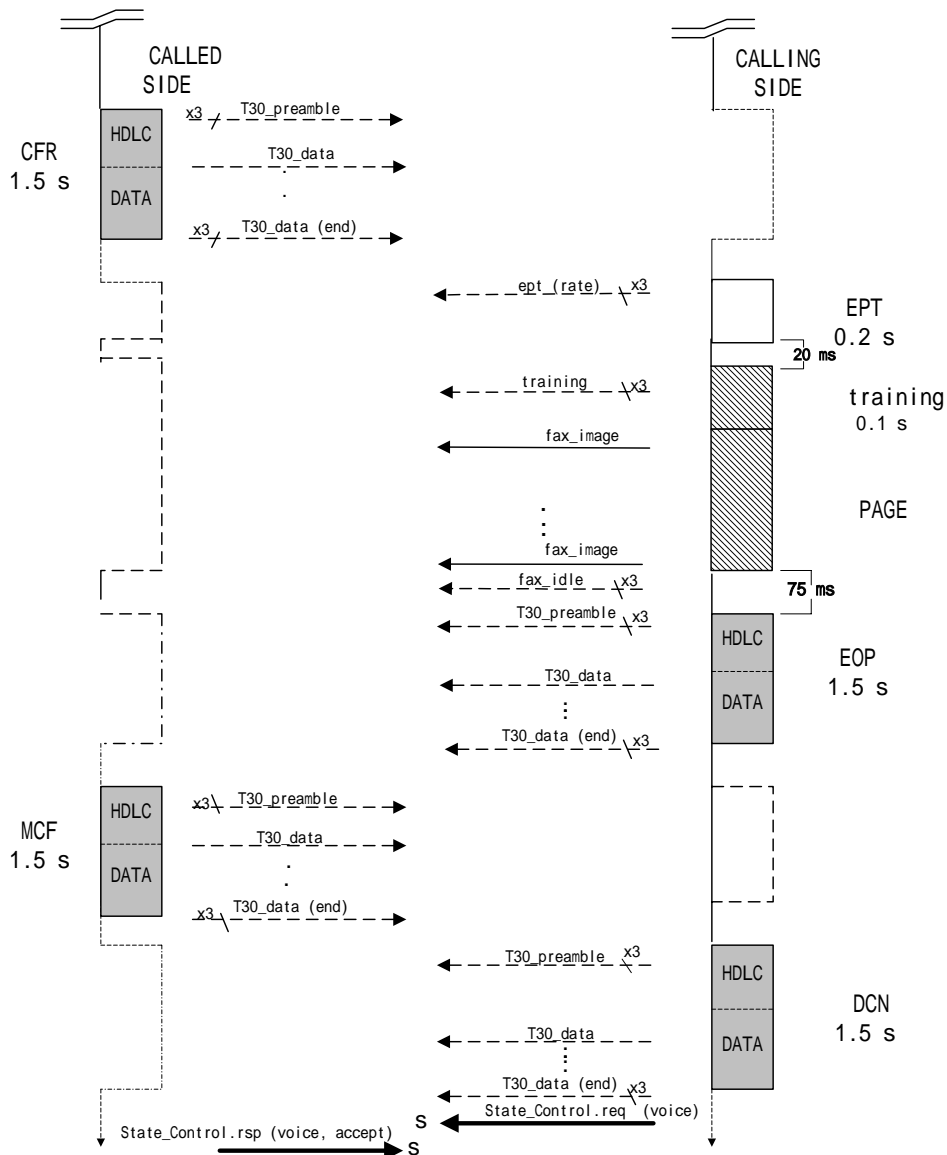 CALLED
SIDE
CALLING
SIDE
CFR
1.5 s
HDLC
DATA
x3
T30_preamble
T30_data
x3
T30_data (end)
ept (rate)
x3
EPT
0.2 s
20 ms
training
x3
training
0.1 s
fax_image
PAGE
fax_image
fax_idle
x3
75 ms
T30_preamble
x3
HDLC
DATA
EOP
1.5 s
T30_data
T30_data (end)
x3
MCF
1.5 s
HDLC
DATA
x3
T30_preamble
T30_data
x3
T30_data (end)
T30_preamble
x3
HDLC
DATA
DCN
1.5 s
T30_data
T30_data (end)
x3
S
State_Control.req (voice)
State_Control.rsp (voice, accept)
S